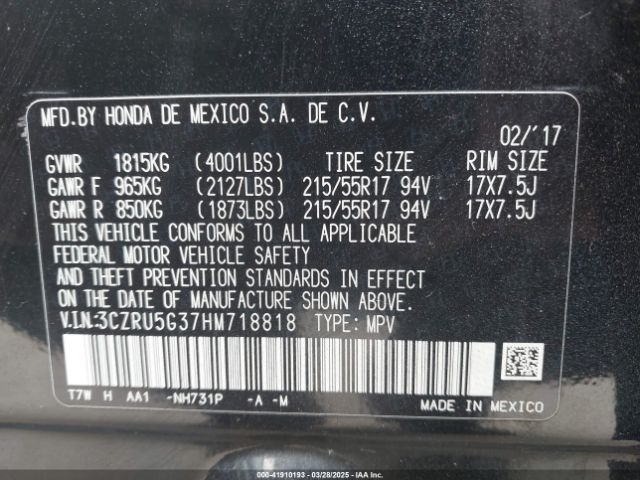 MFD.BY HONDA DE MEXICO S.A. DE C.V.
02/'17
GVWR 1815KG (4001LBS) TIRE SIZE RIM SIZE
GAWR F 965KG (2127LBS) 215/55R17 94V 17X7.5J
GAWR R 850KG (1873LBS) 215/55R17 94V 17X7.5J
THIS VEHICLE CONFORMS TO ALL APPLICABLE
FEDERAL MOTOR VEHICLE SAFETY
AND THEFT PREVENTION STANDARDS IN EFFECT
ON DATE OF MANUFACTURE SHOWN ABOVE.
V.I.N:3CZRU5G37HM718818 TYPE: MPV
T7W H AA1 -NH731P -A -M
MADE IN MEXICO
000-41910193 - 03/28/2025 - IAA